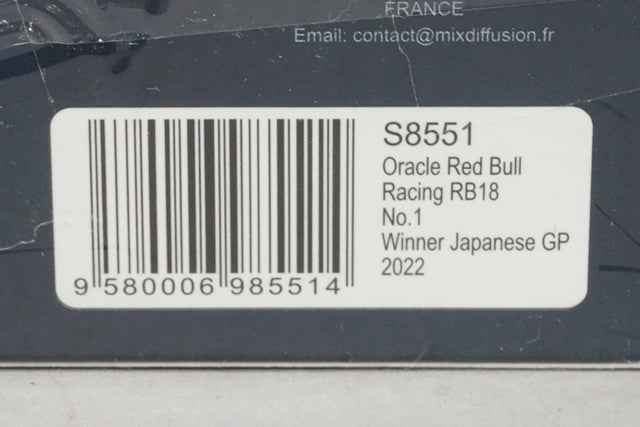 FRANCE
Email: contact@mixdiffusion.fr
S8551
Oracle Red Bull
Racing RB18
No.1
Winner Japanese GP
2022
9 580006 985514